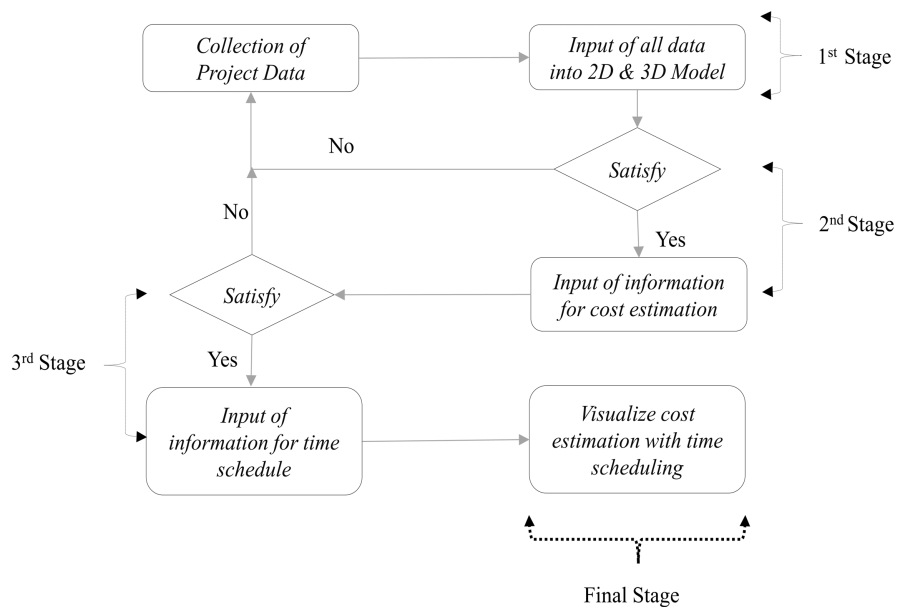 Collection of
Project Data
Input of all data
into 2D & 3D Model
1st Stage
No
Satisfy
2nd Stage
No
Yes
Satisfy
Input of information
for cost estimation
3rd Stage
Yes
Input of
information for time
schedule
Visualize cost
estimation with time
scheduling
Final Stage